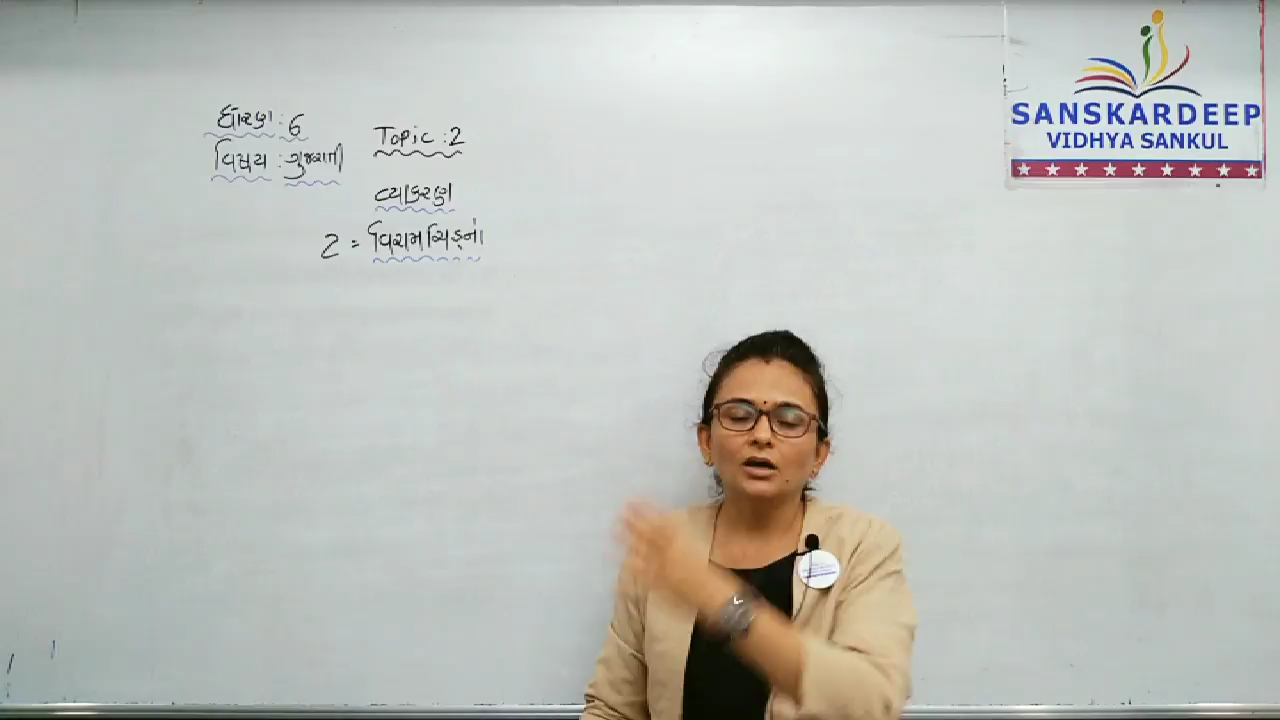 ધોરણ : 6
વિષય : ગુજરાતી
Topic : 2
વ્યાકરણ
2 = વિરામચિહ્નો
SANSKARDEEP
VIDHYA SANKUL